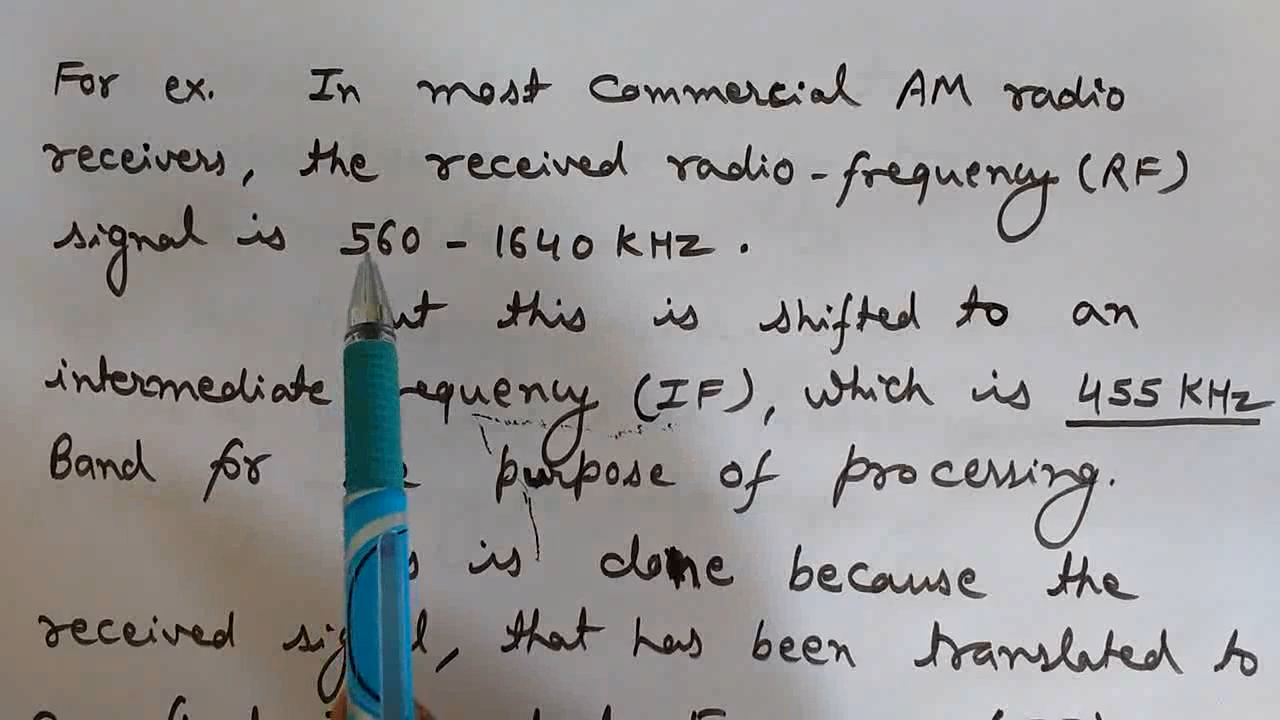 For ex. In most Commercial AM radio
receivers, the received radio-frequency (RF)
signal is 560 - 1640 KHz.
this is shifted to an
intermediate (IF), which is 455 KHz
Band for purpose of processing.
is done because the
received, that has been translated to